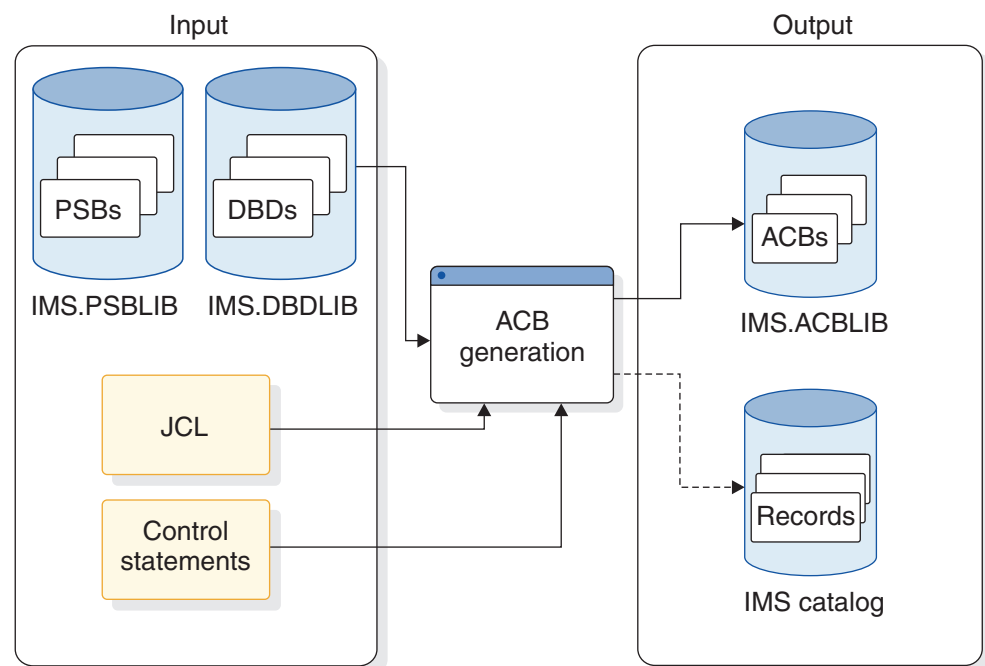 Input
Output
PSBs
DBDs
IMS.PSBLIB
IMS.DBDLIB
ACB
generation
ACBs
IMS.ACBLIB
JCL
Control
statements
Records
IMS catalog